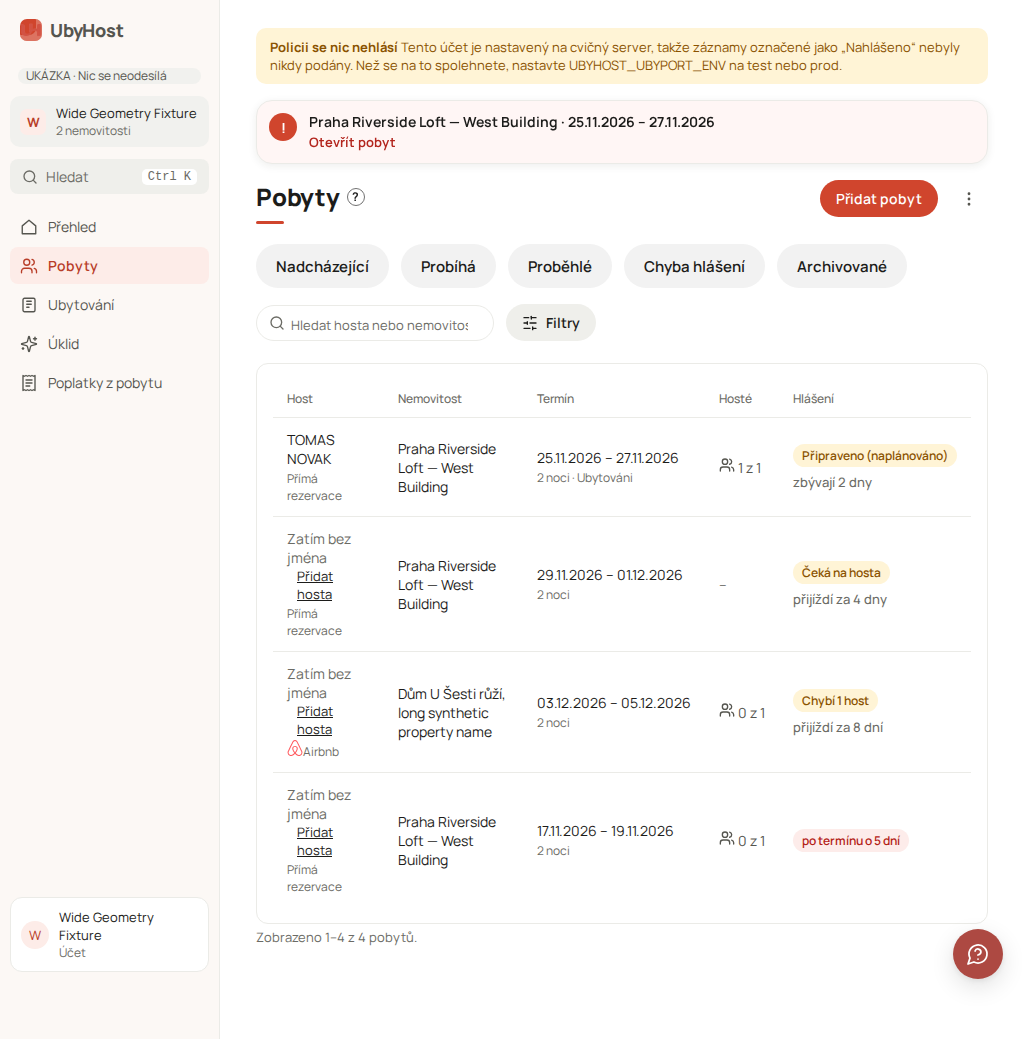 UbyHost
UKÁZKA · Nic se neodesílá
W
Wide Geometry Fixture
2 nemovitosti
Hledat
Ctrl K
Přehled
Pobyty
Ubytování
Úklid
Poplatky z pobytu
W
Wide Geometry
Fixture
Účet
Policii se nic nehlásí Tento účet je nastavený na cvičný server, takže záznamy označené jako „Nahlášeno“ nebyly
nikdy podány. Než se na to spolehnete, nastavte UBYHOST_UBYPORT_ENV na test nebo prod.
!
Praha Riverside Loft — West Building · 25.11.2026 – 27.11.2026
Otevřít pobyt
Pobyty ?
Přidat pobyt
Nadcházející
Probíhá
Proběhlé
Chyba hlášení
Archivované
Hledat hosta nebo nemovitos
Filtry
Host
Nemovitost
Termín
Hosté
Hlášení
TOMAS
NOVAK
Přímá
rezervace
Praha Riverside
Loft — West
Building
25.11.2026 – 27.11.2026
2 noci · Ubytování
1 z 1
Připraveno (naplánováno)
zbývají 2 dny
Zatím bez
jména
Přidat
hosta
Přímá
rezervace
Praha Riverside
Loft — West
Building
29.11.2026 – 01.12.2026
2 noci
–
Čeká na hosta
přijíždí za 4 dny
Zatím bez
jména
Přidat
hosta
Airbnb
Dům U Šesti růží,
long synthetic
property name
03.12.2026 – 05.12.2026
2 noci
0 z 1
Chybí 1 host
přijíždí za 8 dní
Zatím bez
jména
Přidat
hosta
Přímá
rezervace
Praha Riverside
Loft — West
Building
17.11.2026 – 19.11.2026
2 noci
0 z 1
po termínu o 5 dní
Zobrazeno 1–4 z 4 pobytů.